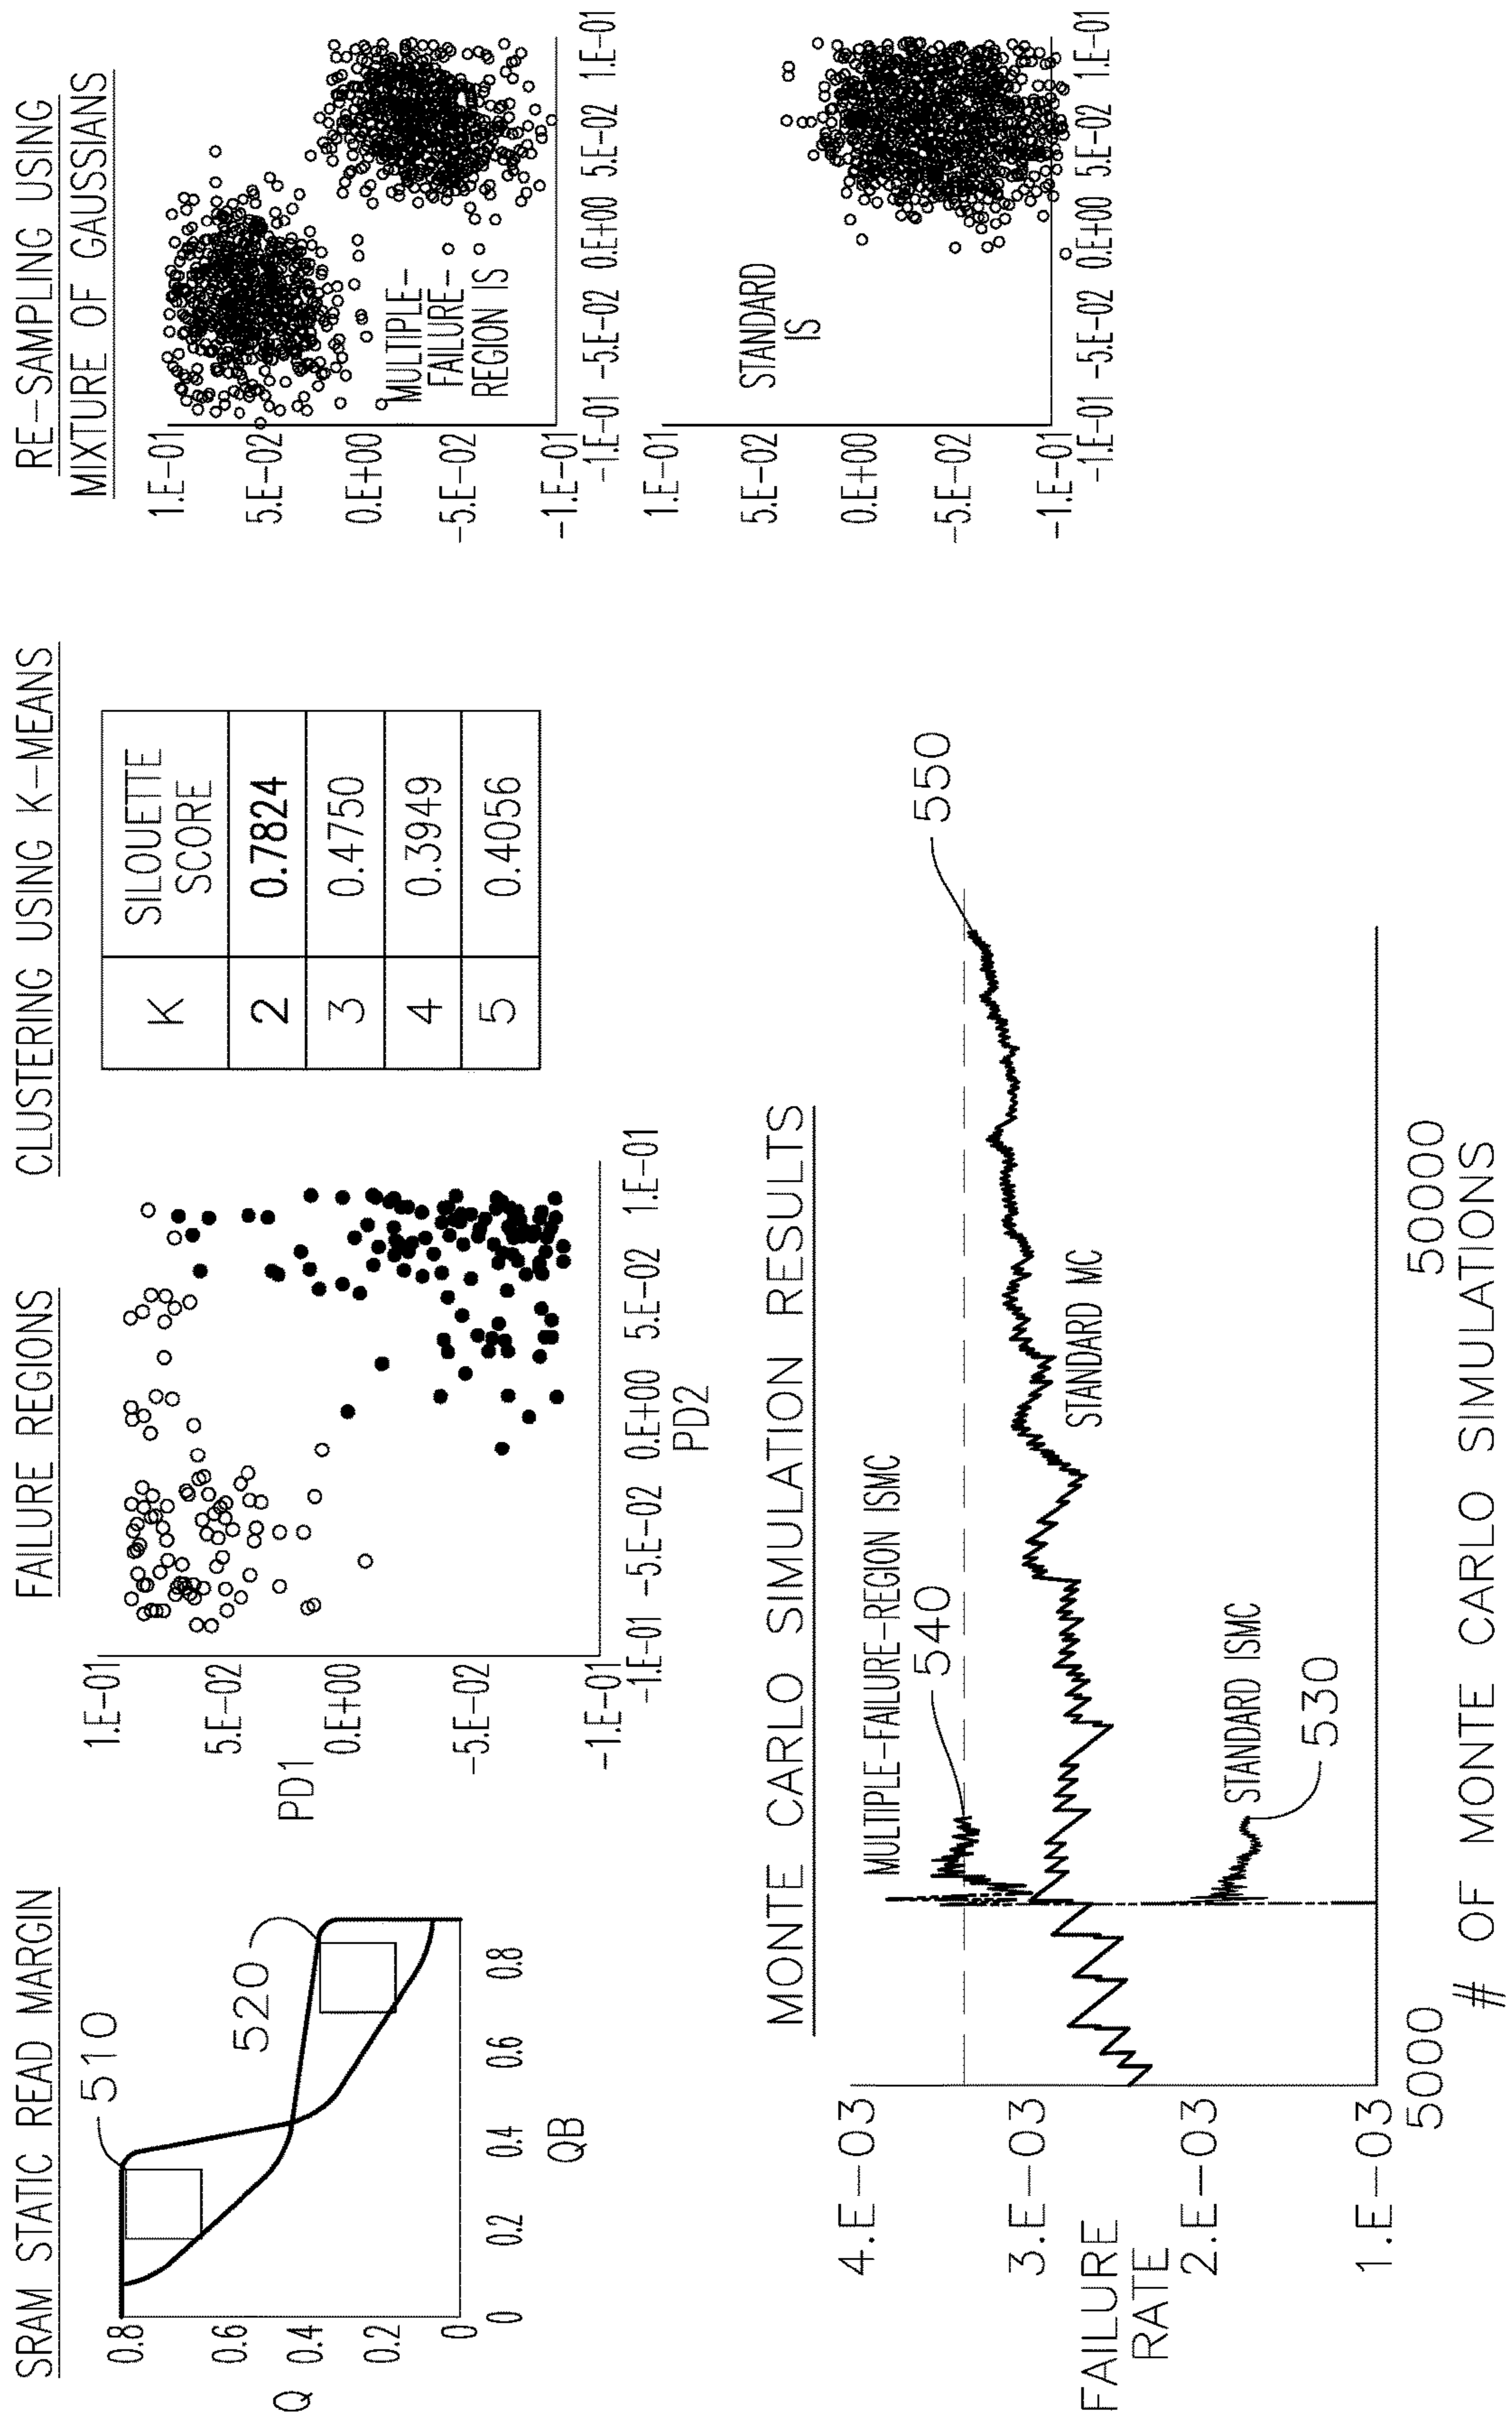 SRAM STATIC READ MARGIN
510
520
0.8
0.6
0.4
0.2
0
Q
0
0.2
0.4
0.6
0.8
QB
FAILURE REGIONS
1.E-01
5.E-02
0.E+00
-5.E-02
-1.E-01
PD1
-1.E-01 -5.E-02 0.E+00 5.E-02 1.E-01
PD2
CLUSTERING USING K-MEANS
K SILOUETTE
SCORE
2 0.7824
3 0.4750
4 0.3949
5 0.4056
RE-SAMPLING USING
MIXTURE OF GAUSSIANS
1.E-01
5.E-02
0.E+00
-5.E-02
-1.E-01
MULTIPLE-
FAILURE-
REGION IS
-1.E-01 -5.E-02 0.E+00 5.E-02 1.E-01
1.E-01
5.E-02
0.E+00
-5.E-02
-1.E-01
STANDARD
IS
-1.E-01 -5.E-02 0.E+00 5.E-02 1.E-01
MONTE CARLO SIMULATION RESULTS
4.E-03
3.E-03
2.E-03
1.E-03
FAILURE
RATE
MULTIPLE-FAILURE-REGION ISMC
540
550
STANDARD MC
STANDARD ISMC
530
5000
50000
# OF MONTE CARLO SIMULATIONS